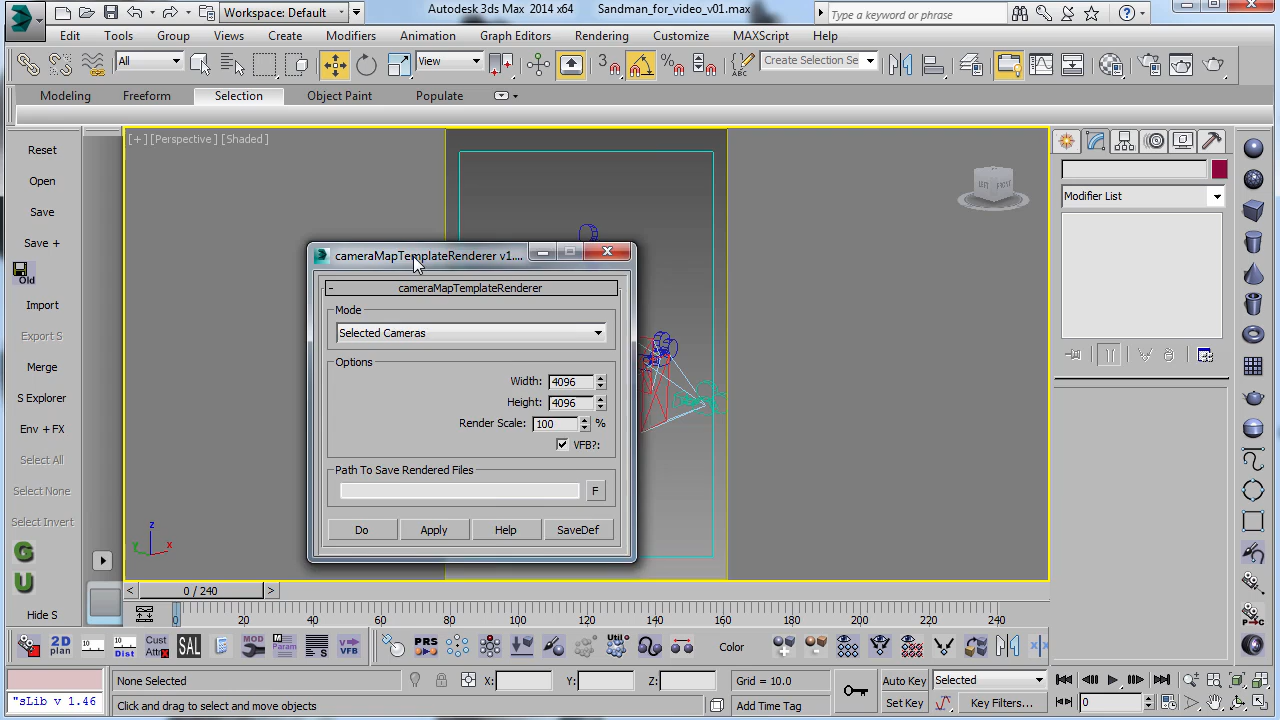 Workspace: Default
Autodesk 3ds Max 2014 x64 Sandman_for_video_v01.max
Type a keyword or phrase
Edit Tools Group Views Create Modifiers Animation Graph Editors Rendering Customize MAXScript Help
All View 3 Create Selection Se
Modeling Freeform Selection Object Paint Populate
[+] [Perspective] [Shaded]
Reset
Open
Save
Save +
Old
Import
Export S
Merge
S Explorer
Env + FX
Select All
Select None
Select Invert
G
U
Hide S
cameraMapTemplateRenderer v1....
- cameraMapTemplateRenderer
Mode
Selected Cameras
Options
Width: 4096
Height: 4096
Render Scale: 100 %
VFB?:
Path To Save Rendered Files
F
Do Apply Help SaveDef
Modifier List
z
y x
< 0 / 240 >
0 20 40 60 80 100 120 140 160 180 200 220 240
2D plan 10 Dist Cust Attr SAL MOD Param VFB PRS Utils Color
None Selected X: Y: Z: Grid = 10.0 Auto Key Selected
"sLib v 1.46 Click and drag to select and move objects Add Time Tag Set Key Key Filters... 0